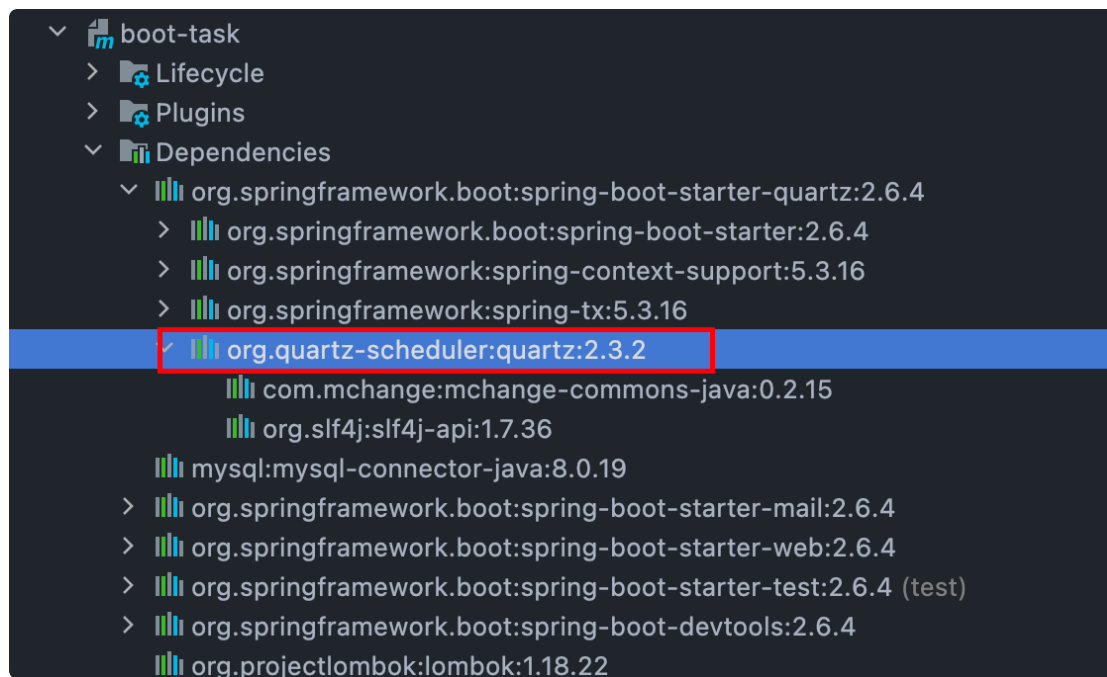 boot-task
Lifecycle
Plugins
Dependencies
org.springframework.boot:spring-boot-starter-quartz:2.6.4
org.springframework.boot:spring-boot-starter:2.6.4
org.springframework:spring-context-support:5.3.16
org.springframework:spring-tx:5.3.16
org.quartz-scheduler:quartz:2.3.2
com.mchange:mchange-commons-java:0.2.15
org.slf4j:slf4j-api:1.7.36
mysql:mysql-connector-java:8.0.19
org.springframework.boot:spring-boot-starter-mail:2.6.4
org.springframework.boot:spring-boot-starter-web:2.6.4
org.springframework.boot:spring-boot-starter-test:2.6.4 (test)
org.springframework.boot:spring-boot-devtools:2.6.4
org.projectlombok:lombok:1.18.22